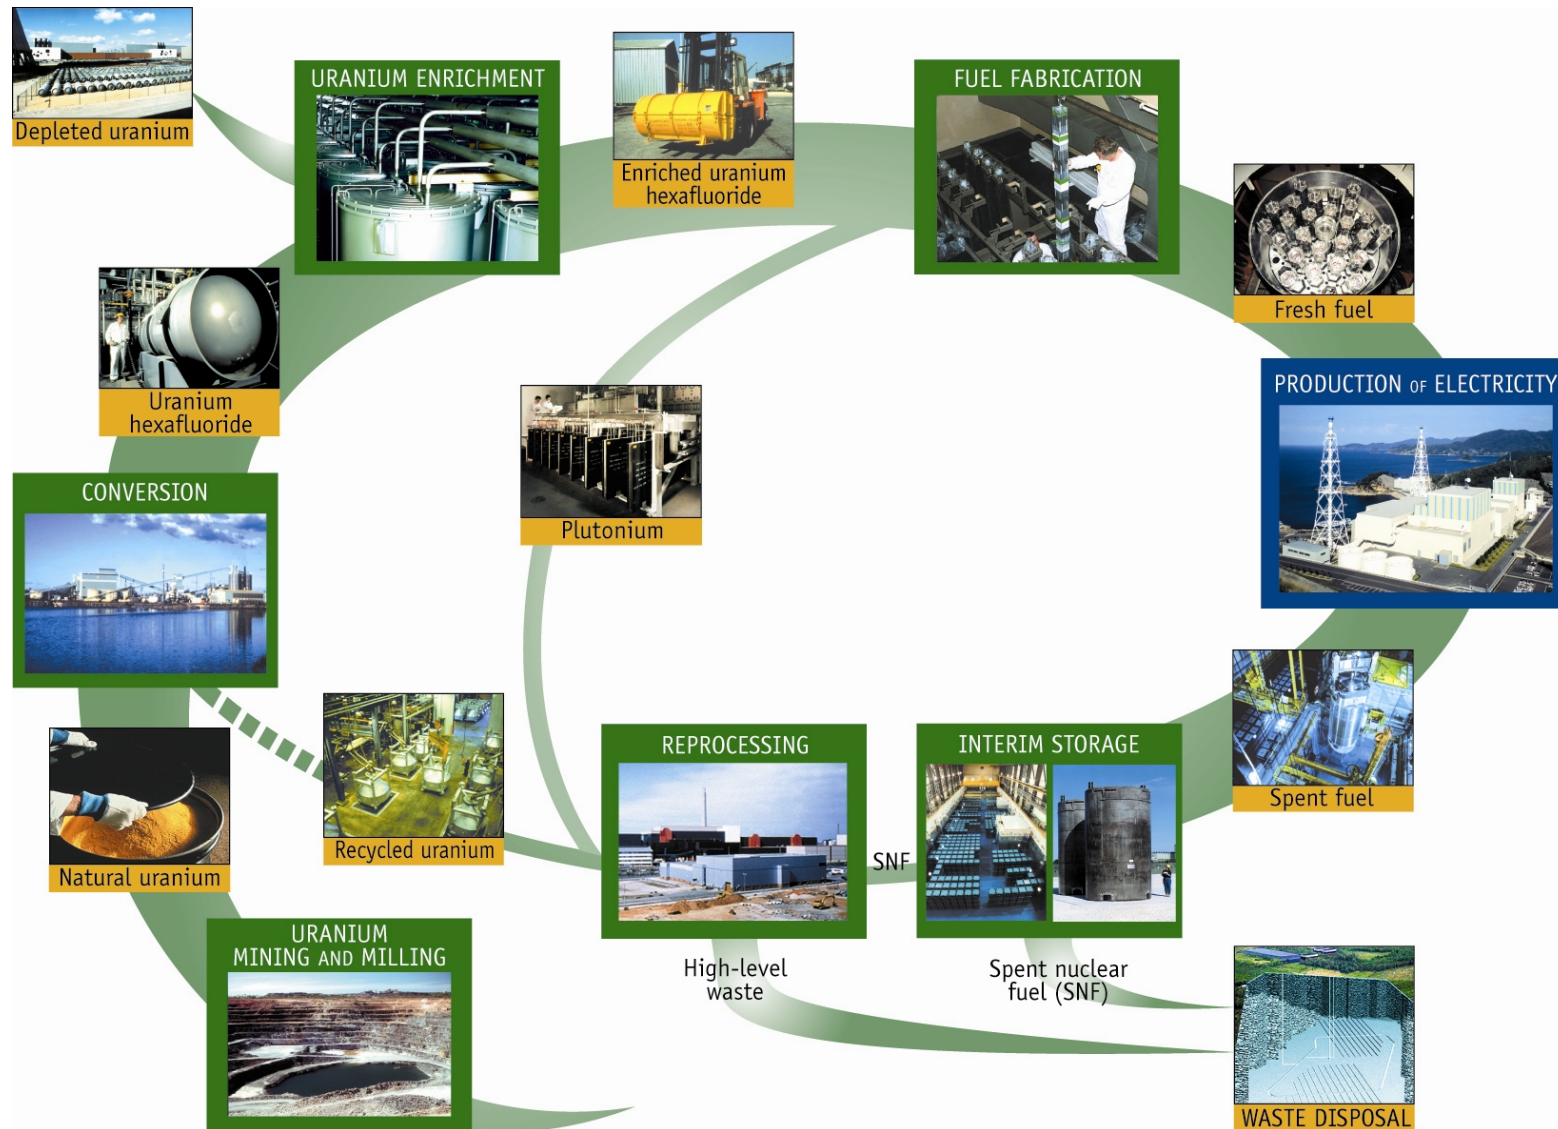 Depleted uranium
URANIUM ENRICHMENT
Enriched uranium
hexafluoride
FUEL FABRICATION
Fresh fuel
Uranium
hexafluoride
PRODUCTION OF ELECTRICITY
CONVERSION
Plutonium
Natural uranium
Recycled uranium
REPROCESSING
SNF
INTERIM STORAGE
Spent fuel
URANIUM
MINING AND MILLING
High-level
waste
Spent nuclear
fuel (SNF)
WASTE DISPOSAL